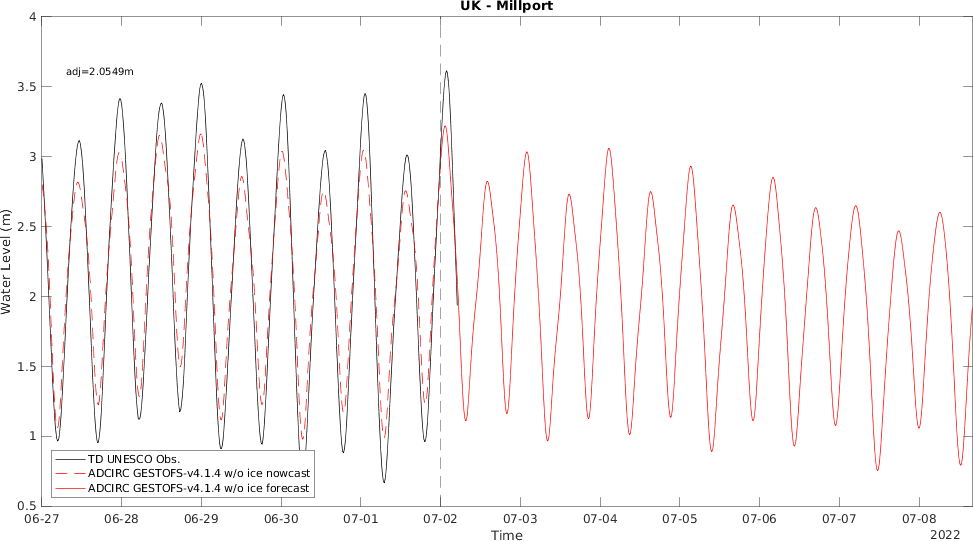 UK - Millport
4
adj=2.0549m
3.5
3
2.5
Water Level (m)
2
1.5
1
TD UNESCO Obs.
ADCIRC GESTOFS-v4.1.4 w/o ice nowcast
ADCIRC GESTOFS-v4.1.4 w/o ice forecast
0.5
06-27 06-28 06-29 06-30 07-01 07-02 07-03 07-04 07-05 07-06 07-07 07-08
Time
2022